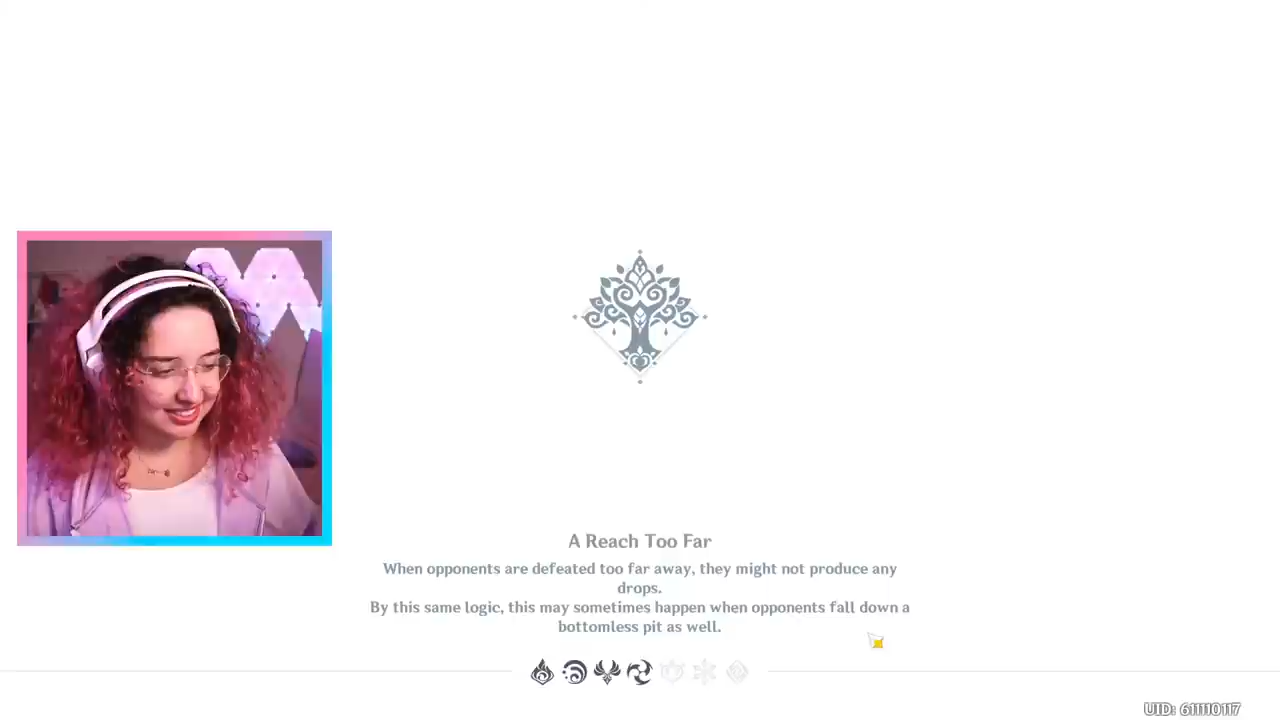 A Reach Too Far
When opponents are defeated too far away, they might not produce any
drops.
By this same logic, this may sometimes happen when opponents fall down a
bottomless pit as well.
UID: 611110117